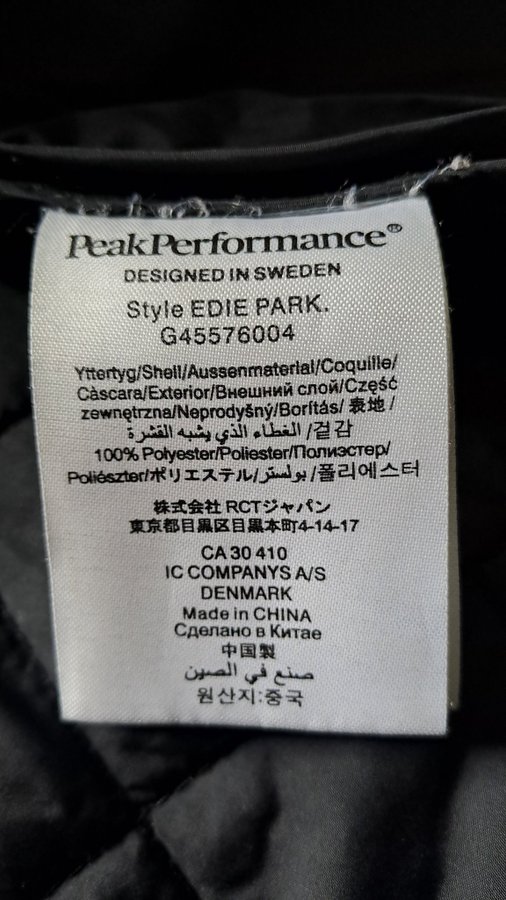 PeakPerformance®
DESIGNED IN SWEDEN
Style EDIE PARK.
G45576004
Yttertyg/Shell/Aussenmaterial/Coquille/
Càscara/Exterior/Внешний слой/Część
zewnętrzna/Neprodyšný/Borítás/ 表地 /
겉감/ الغطاء الذي يشبه القشرة
100% Polyester/Poliester/Полиэстер/
Poliészter/ポリエステル/بولستر/폴리에스터
株式会社 RCTジャパン
東京都目黒区目黒本町4-14-17
CA 30 410
IC COMPANYS A/S
DENMARK
Made in CHINA
Сделано в Китае
中国製
صنع في الصين
원산지:중국